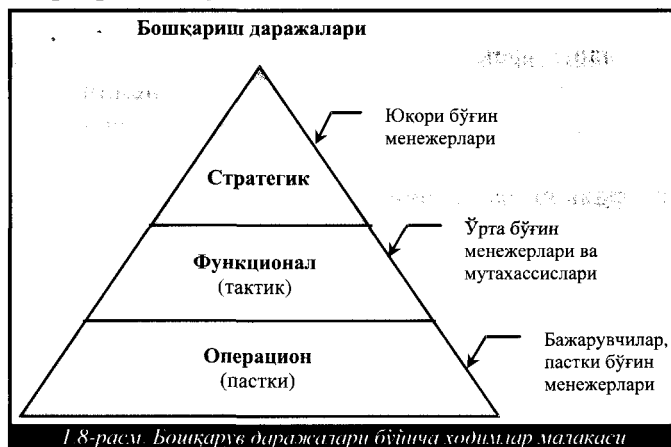 Бошқариш даражалари
Юкори бўғин
менежерлари
Стратегик
Ўрта бўғин
менежерлари ва
мутахассислари
Функционал
(тактик)
Бажарувчилар,
пастки бўғин
менежерлари
Операцион
(пастки)
1.8-расм. Бошқарув даражалари бўйича ходимлар малакаси